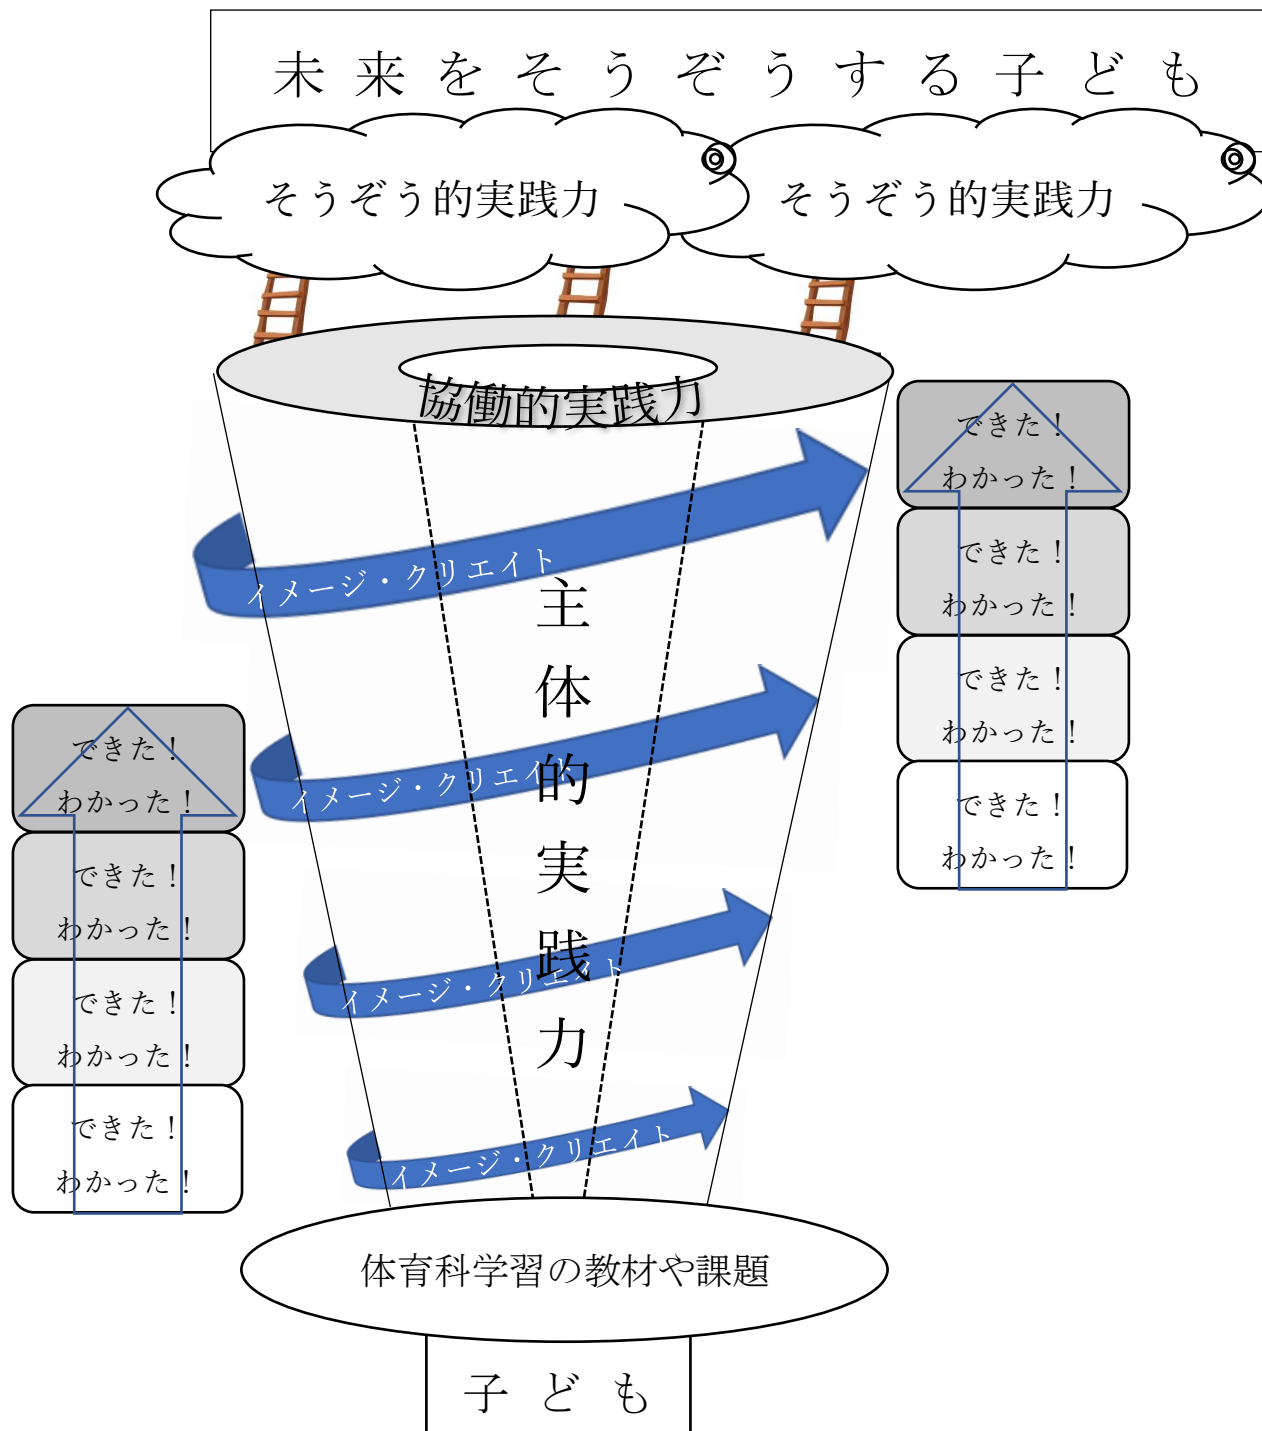 未来をそうぞうする子ども
そうぞう的実践力
そうぞう的実践力
協働的実践力
できた！
わかった！
できた！
わかった！
できた！
わかった！
できた！
わかった！
イメージ・クリエイト
イメージ・クリエイト
イメージ・クリエイト
イメージ・クリエイト
主体的実践力
できた！
わかった！
できた！
わかった！
できた！
わかった！
できた！
わかった！
体育科学習の教材や課題
子ども